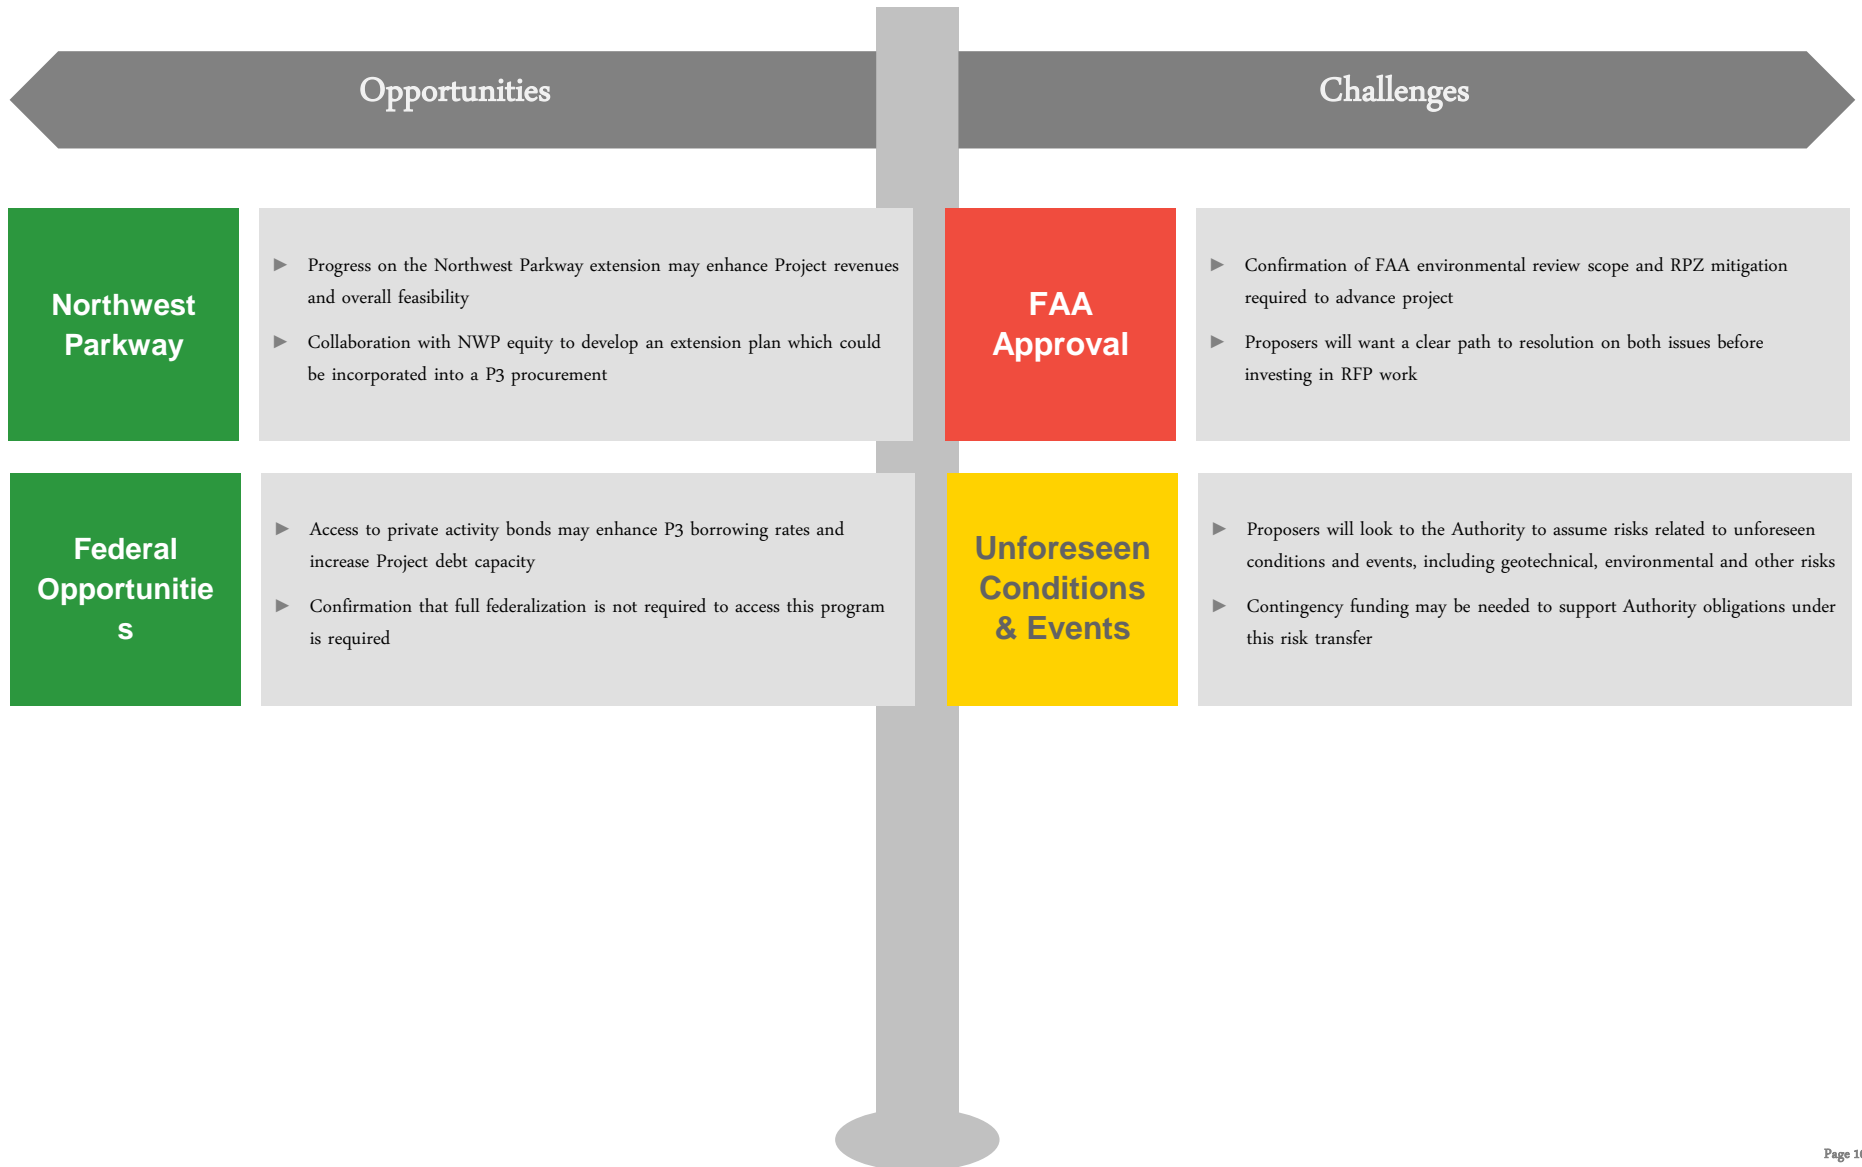 Opportunities
Challenges
Northwest
Parkway
► Progress on the Northwest Parkway extension may enhance Project revenues
and overall feasibility
► Collaboration with NWP equity to develop an extension plan which could
be incorporated into a P3 procurement
FAA
Approval
► Confirmation of FAA environmental review scope and RPZ mitigation
required to advance project
► Proposers will want a clear path to resolution on both issues before
investing in RFP work
Federal
Opportunitie
s
► Access to private activity bonds may enhance P3 borrowing rates and
increase Project debt capacity
► Confirmation that full federalization is not required to access this program
is required
Unforeseen
Conditions
& Events
► Proposers will look to the Authority to assume risks related to unforeseen
conditions and events, including geotechnical, environmental and other risks
► Contingency funding may be needed to support Authority obligations under
this risk transfer
Page